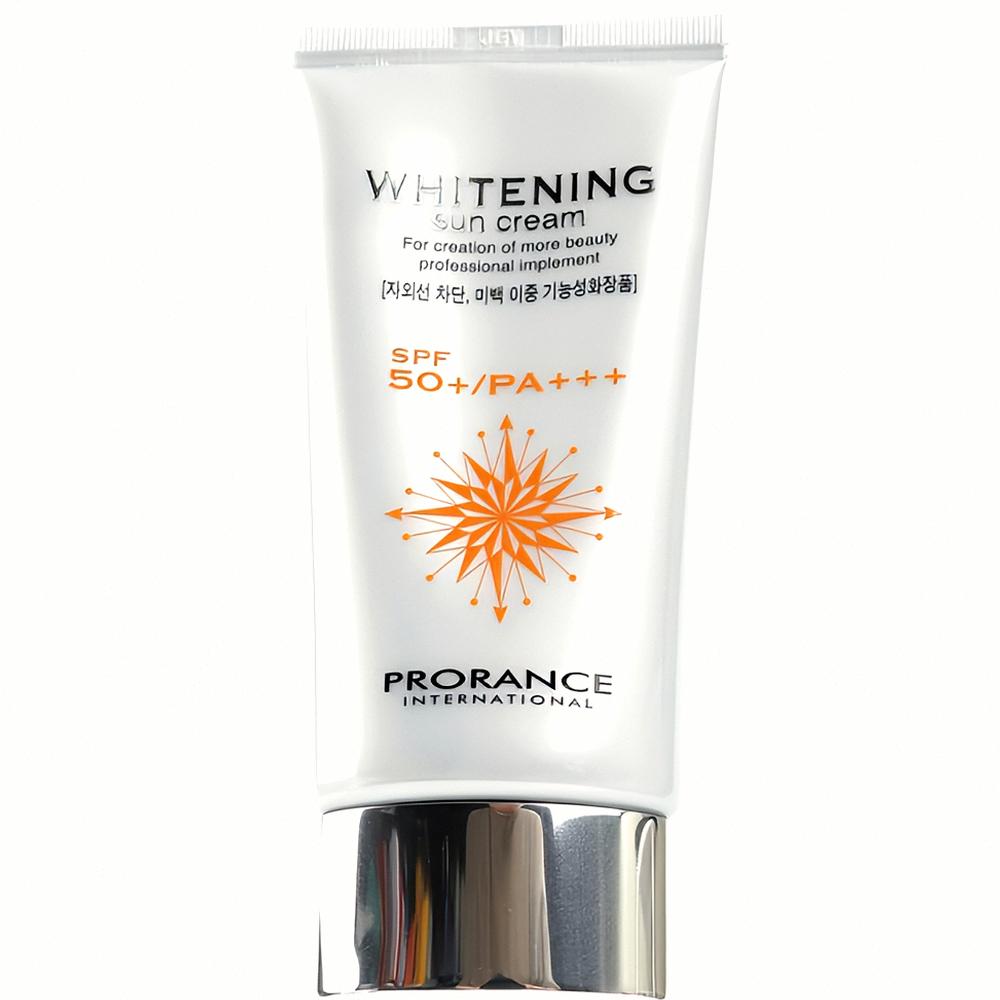 WHITENING
sun cream
For creation of more beauty
professional implement
[자외선 차단, 미백 이중 기능성화장품]
SPF
50+/PA+++
PRORANCE
INTERNATIONAL